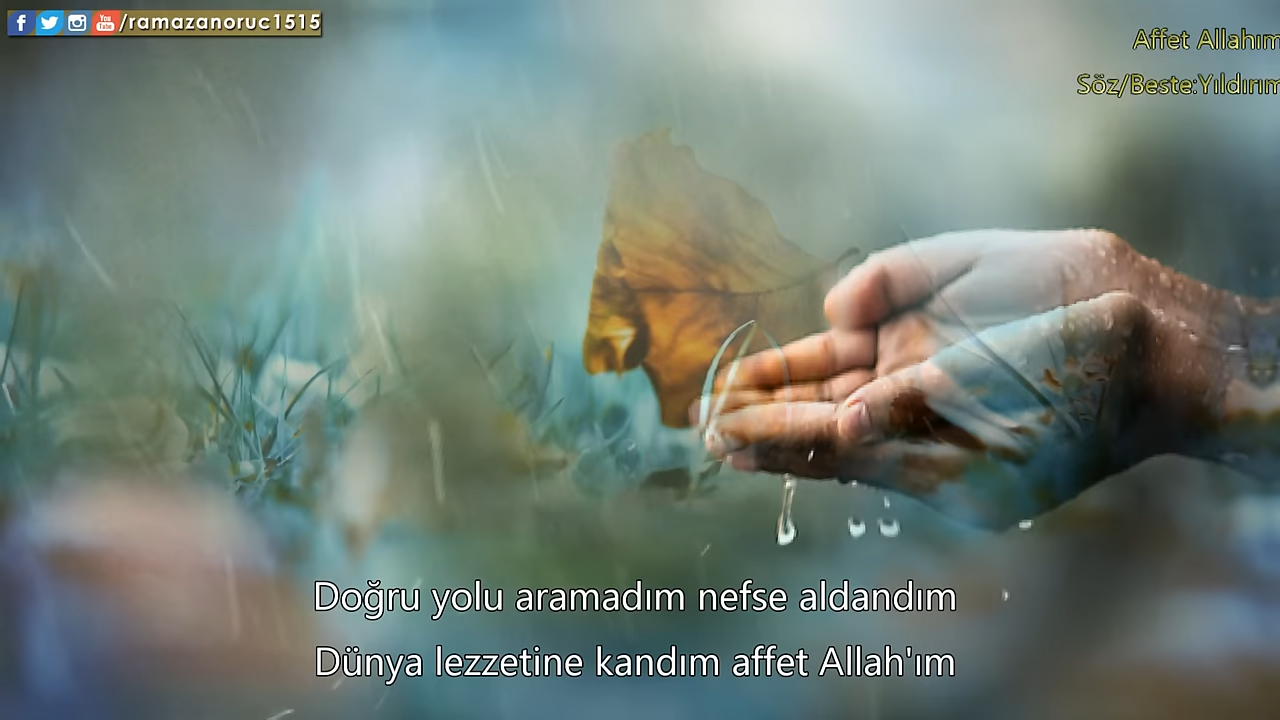 /ramazanoruc1515
Affet Allahım
Söz/Beste:Yıldırım
Doğru yolu aramadım nefse aldandım
Dünya lezzetine kandım affet Allah'ım